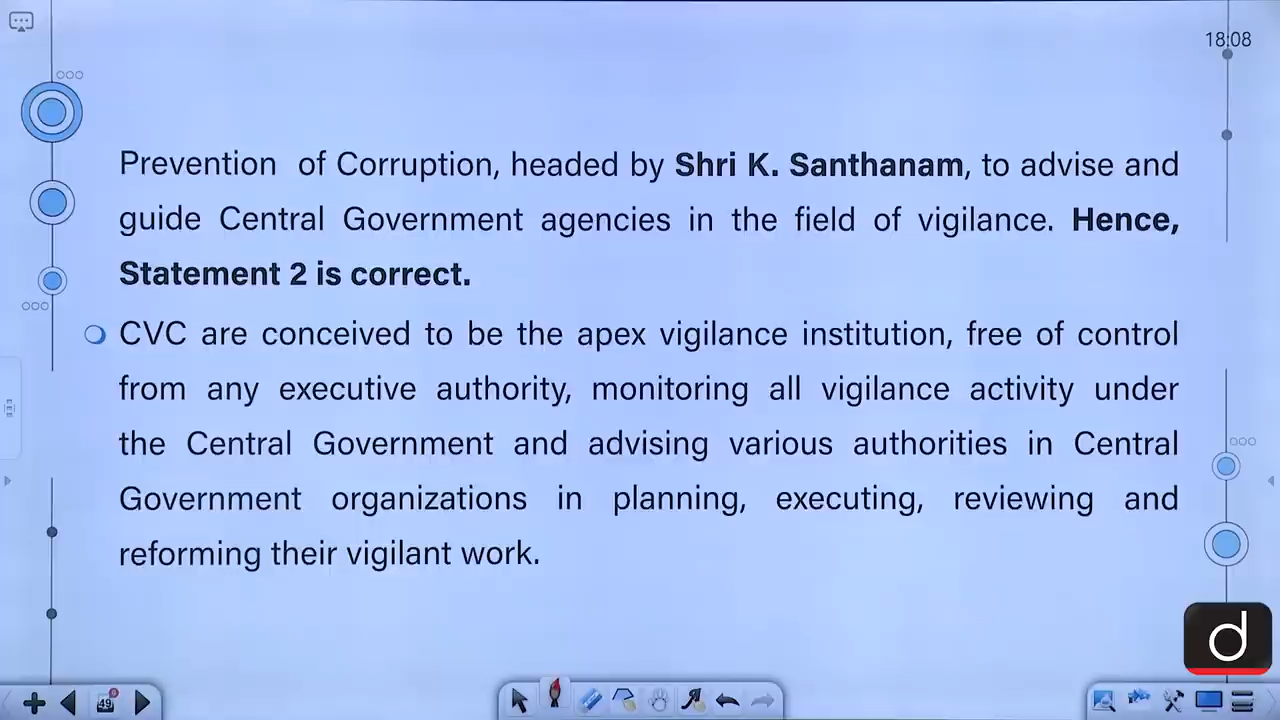 18:08
Prevention of Corruption, headed by Shri K. Santhanam, to advise and
guide Central Government agencies in the field of vigilance. Hence,
Statement 2 is correct.
CVC are conceived to be the apex vigilance institution, free of control
from any executive authority, monitoring all vigilance activity under
the Central Government and advising various authorities in Central
Government organizations in planning, executing, reviewing and
reforming their vigilant work.
d
49